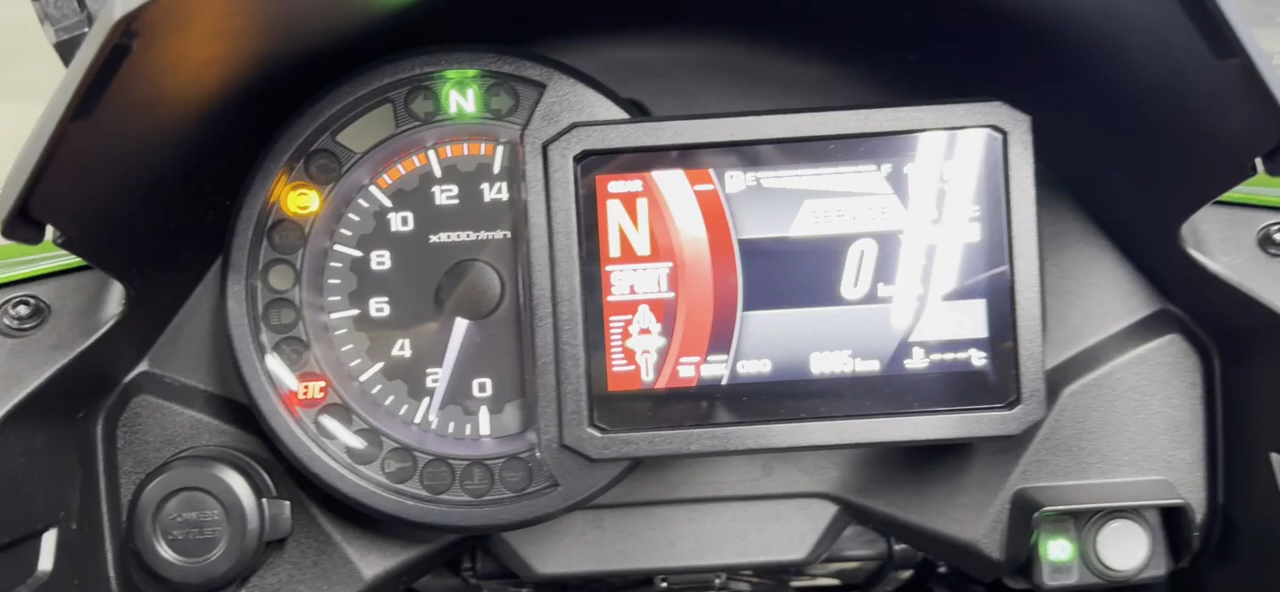 N
12 14
10
x1000r/min
8
6
4
2
0
ETC
POWER
OUTLET
GEAR
N
SPORT
E F
SERVICE
0
ODO
km
°C